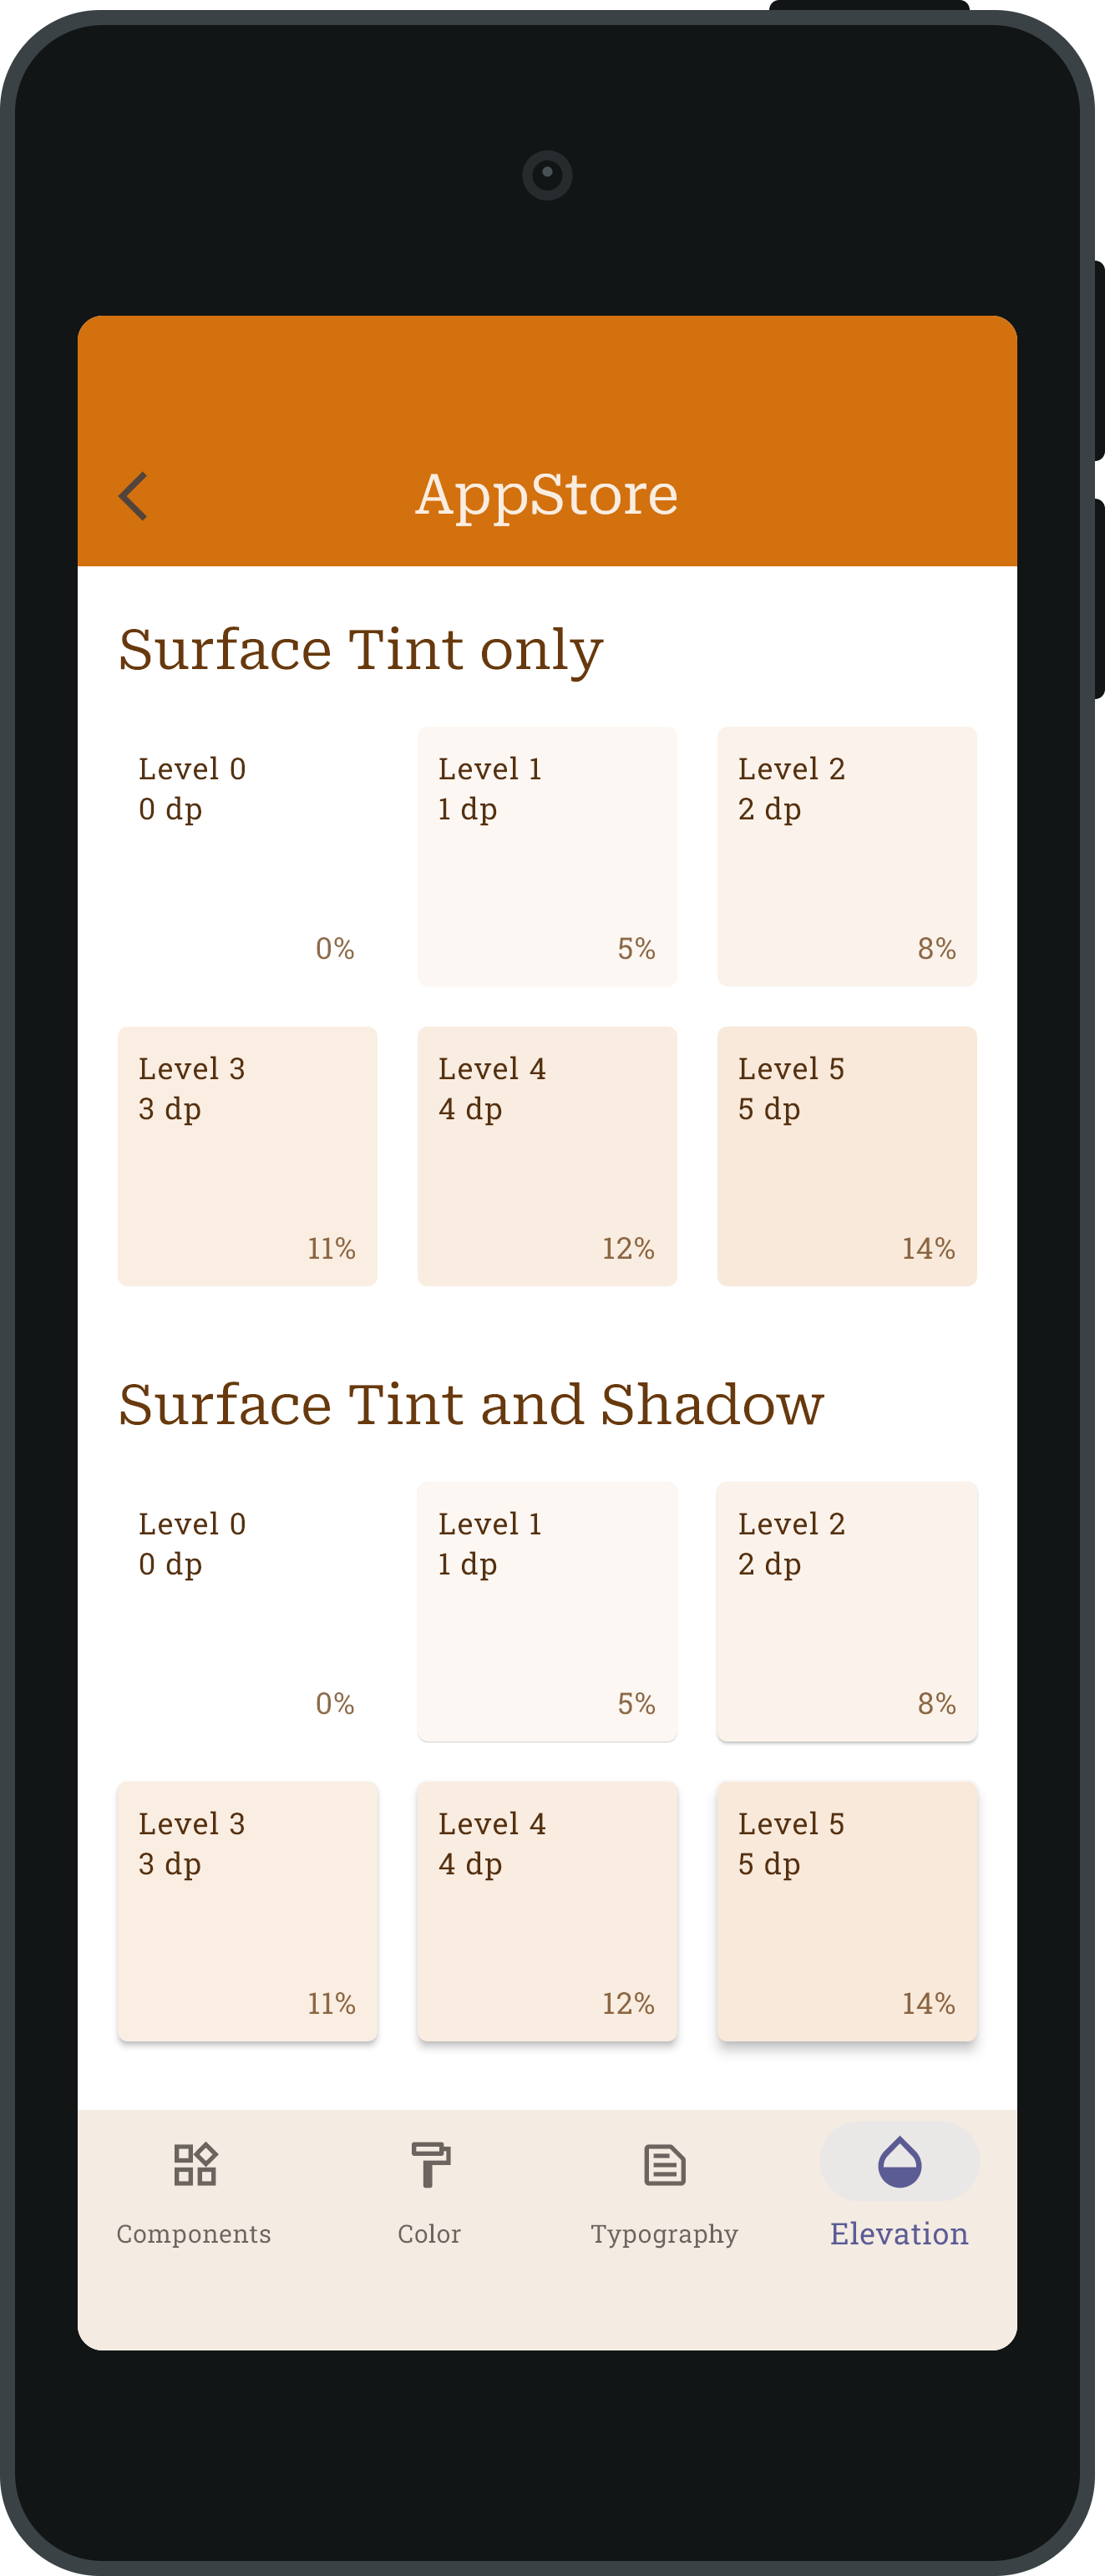 AppStore
Surface Tint only
Level 0
0 dp
0%
Level 1
1 dp
5%
Level 2
2 dp
8%
Level 3
3 dp
11%
Level 4
4 dp
12%
Level 5
5 dp
14%
Surface Tint and Shadow
Level 0
0 dp
0%
Level 1
1 dp
5%
Level 2
2 dp
8%
Level 3
3 dp
11%
Level 4
4 dp
12%
Level 5
5 dp
14%
Components
Color
Typography
Elevation